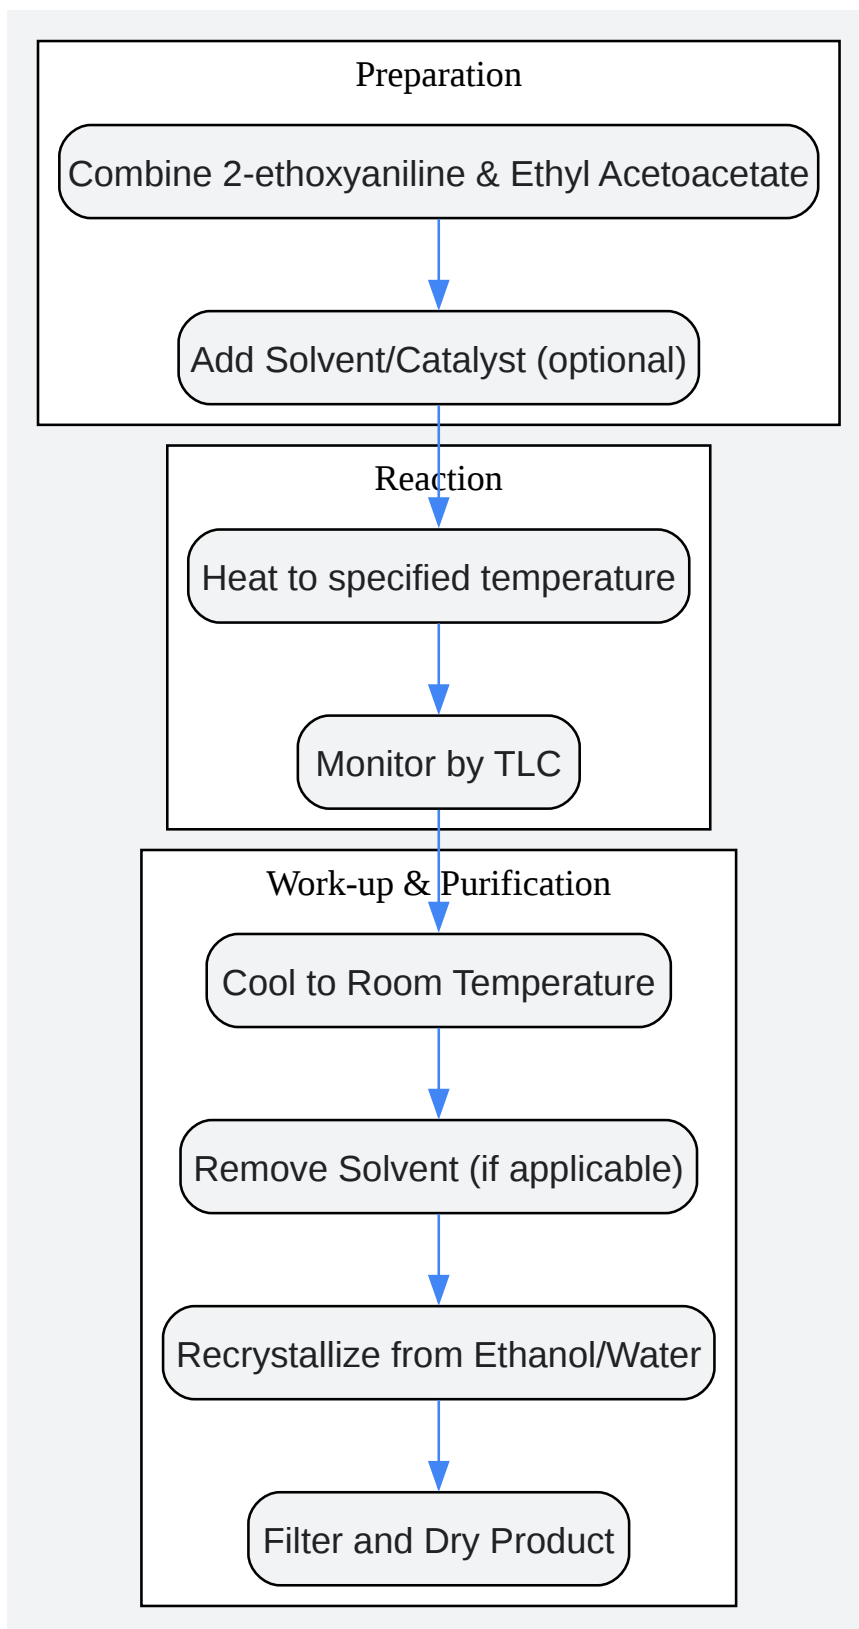 Preparation
Combine 2-ethoxyaniline & Ethyl Acetoacetate
Add Solvent/Catalyst (optional)
Reaction
Heat to specified temperature
Monitor by TLC
Work-up & Purification
Cool to Room Temperature
Remove Solvent (if applicable)
Recrystallize from Ethanol/Water
Filter and Dry Product